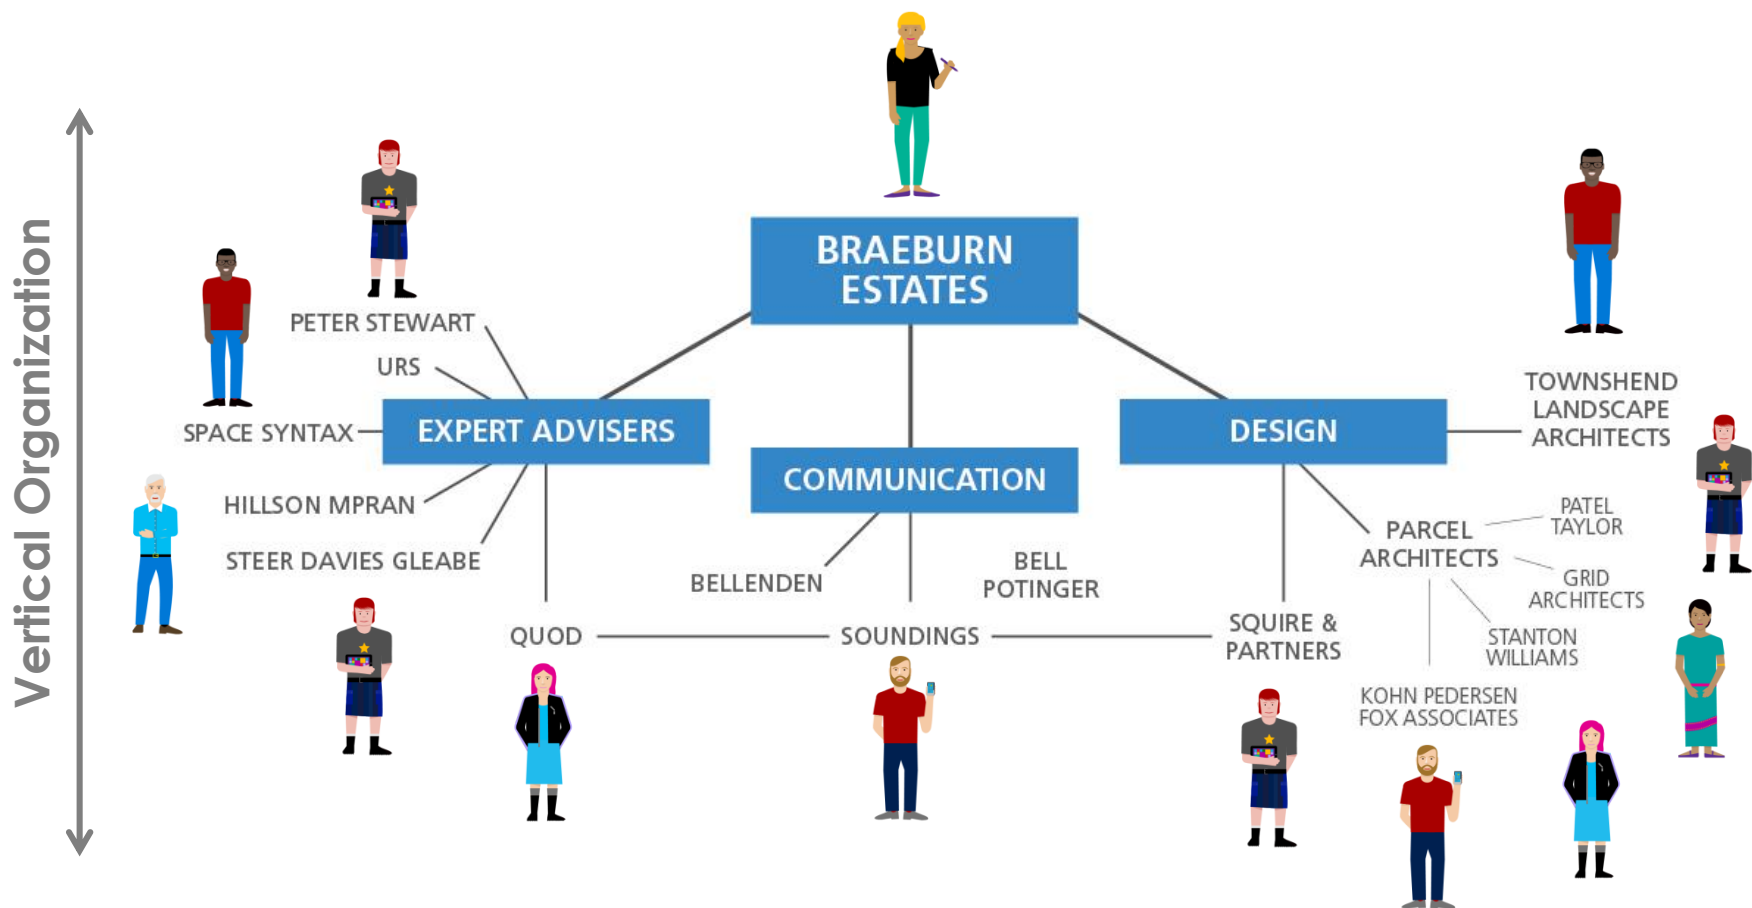 Vertical Organization
BRAEBURN
ESTATES
PETER STEWART
URS
SPACE SYNTAX
EXPERT ADVISERS
HILLSON MPRAN
STEER DAVIES GLEABE
QUOD
COMMUNICATION
BELLENDEN
BELL
POTINGER
SOUNDINGS
DESIGN
TOWNSHEND
LANDSCAPE
ARCHITECTS
PARCEL
ARCHITECTS
PATEL
TAYLOR
GRID
ARCHITECTS
STANTON
WILLIAMS
KOHN PEDERSEN
FOX ASSOCIATES
SQUIRE &
PARTNERS